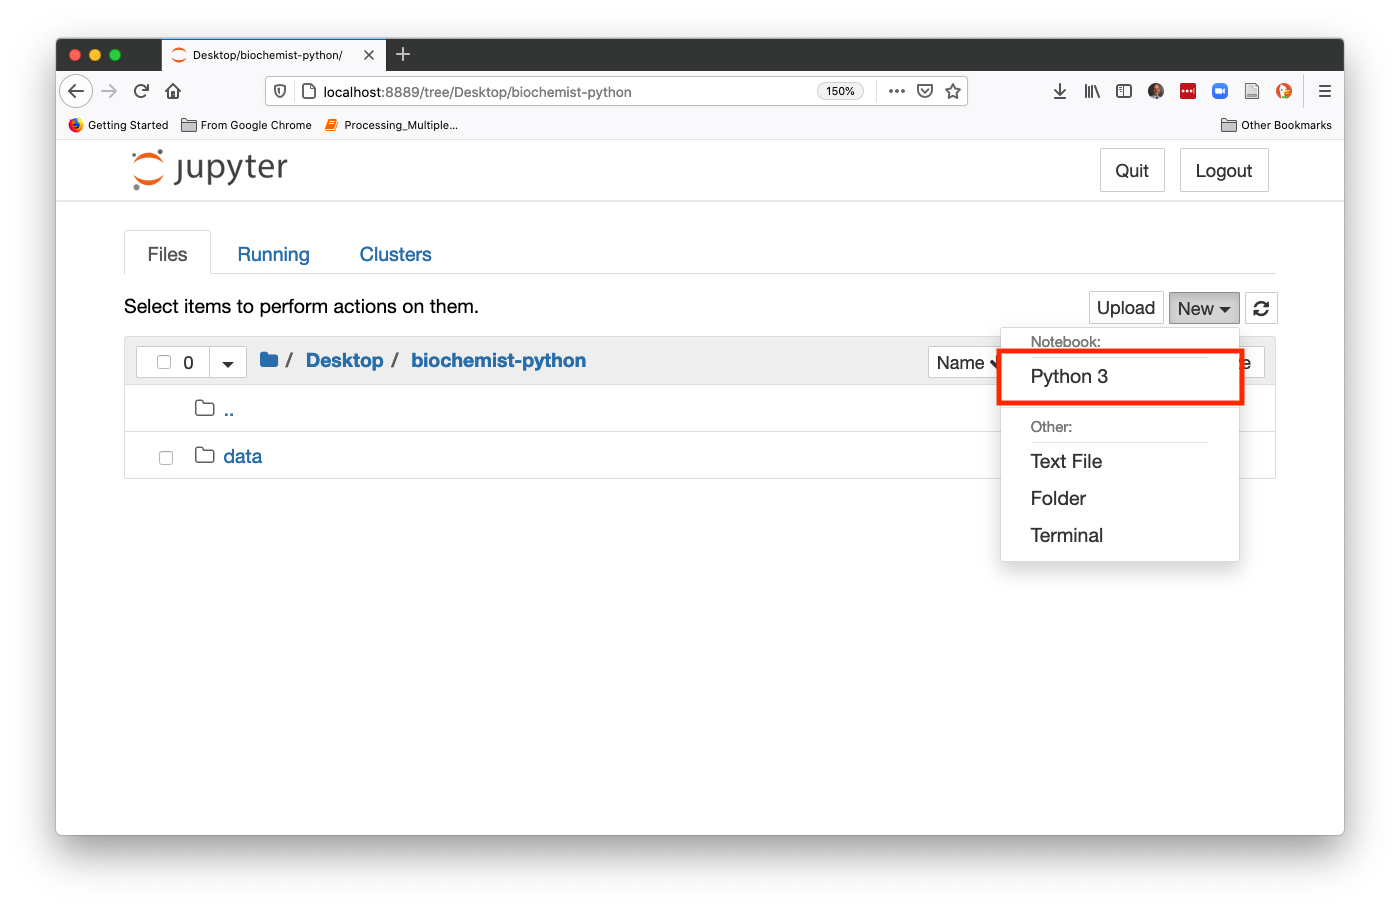 Desktop/biochemist-python/
localhost:8889/tree/Desktop/biochemist-python
150%
Getting Started
From Google Chrome
Processing_Multiple...
Other Bookmarks
jupyter
Quit
Logout
Files
Running
Clusters
Select items to perform actions on them.
Upload
New
0
/ Desktop / biochemist-python
Name
Notebook:
Python 3
Other:
Text File
Folder
Terminal
..
data